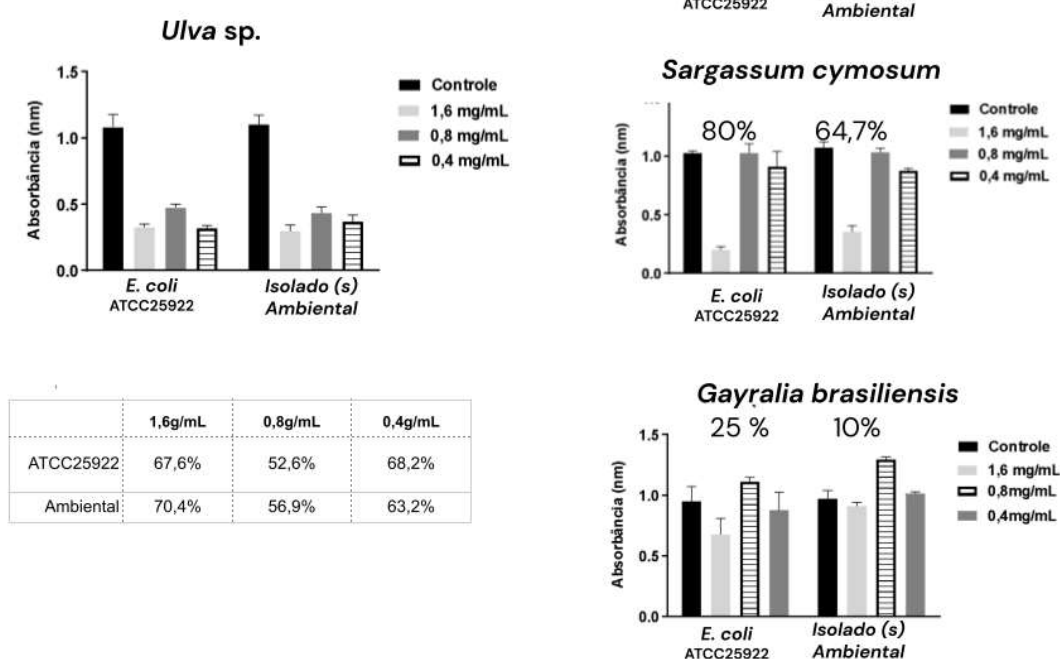 ATCC25922
Ambiental
Ulva sp.
1.5
1.0
0.5
0.0
Absorbância (nm)
Controle
1,6 mg/mL
0,8 mg/mL
0,4 mg/mL
E. coli
ATCC25922
Isolado (s)
Ambiental
Sargassum cymosum
80%
64,7%
1.0
0.5
0.0
Absorbância (nm)
Controle
1,6 mg/mL
0,8 mg/mL
0,4 mg/mL
E. coli
ATCC25922
Isolado (s)
Ambiental
1,6g/mL 0,8g/mL 0,4g/mL
ATCC25922 67,6% 52,6% 68,2%
Ambiental 70,4% 56,9% 63,2%
Gayralia brasiliensis
25 %
10%
1.5
1.0
0.5
0.0
Absorbância (nm)
Controle
1,6 mg/mL
0,8mg/mL
0,4mg/mL
E. coli
ATCC25922
Isolado (s)
Ambiental